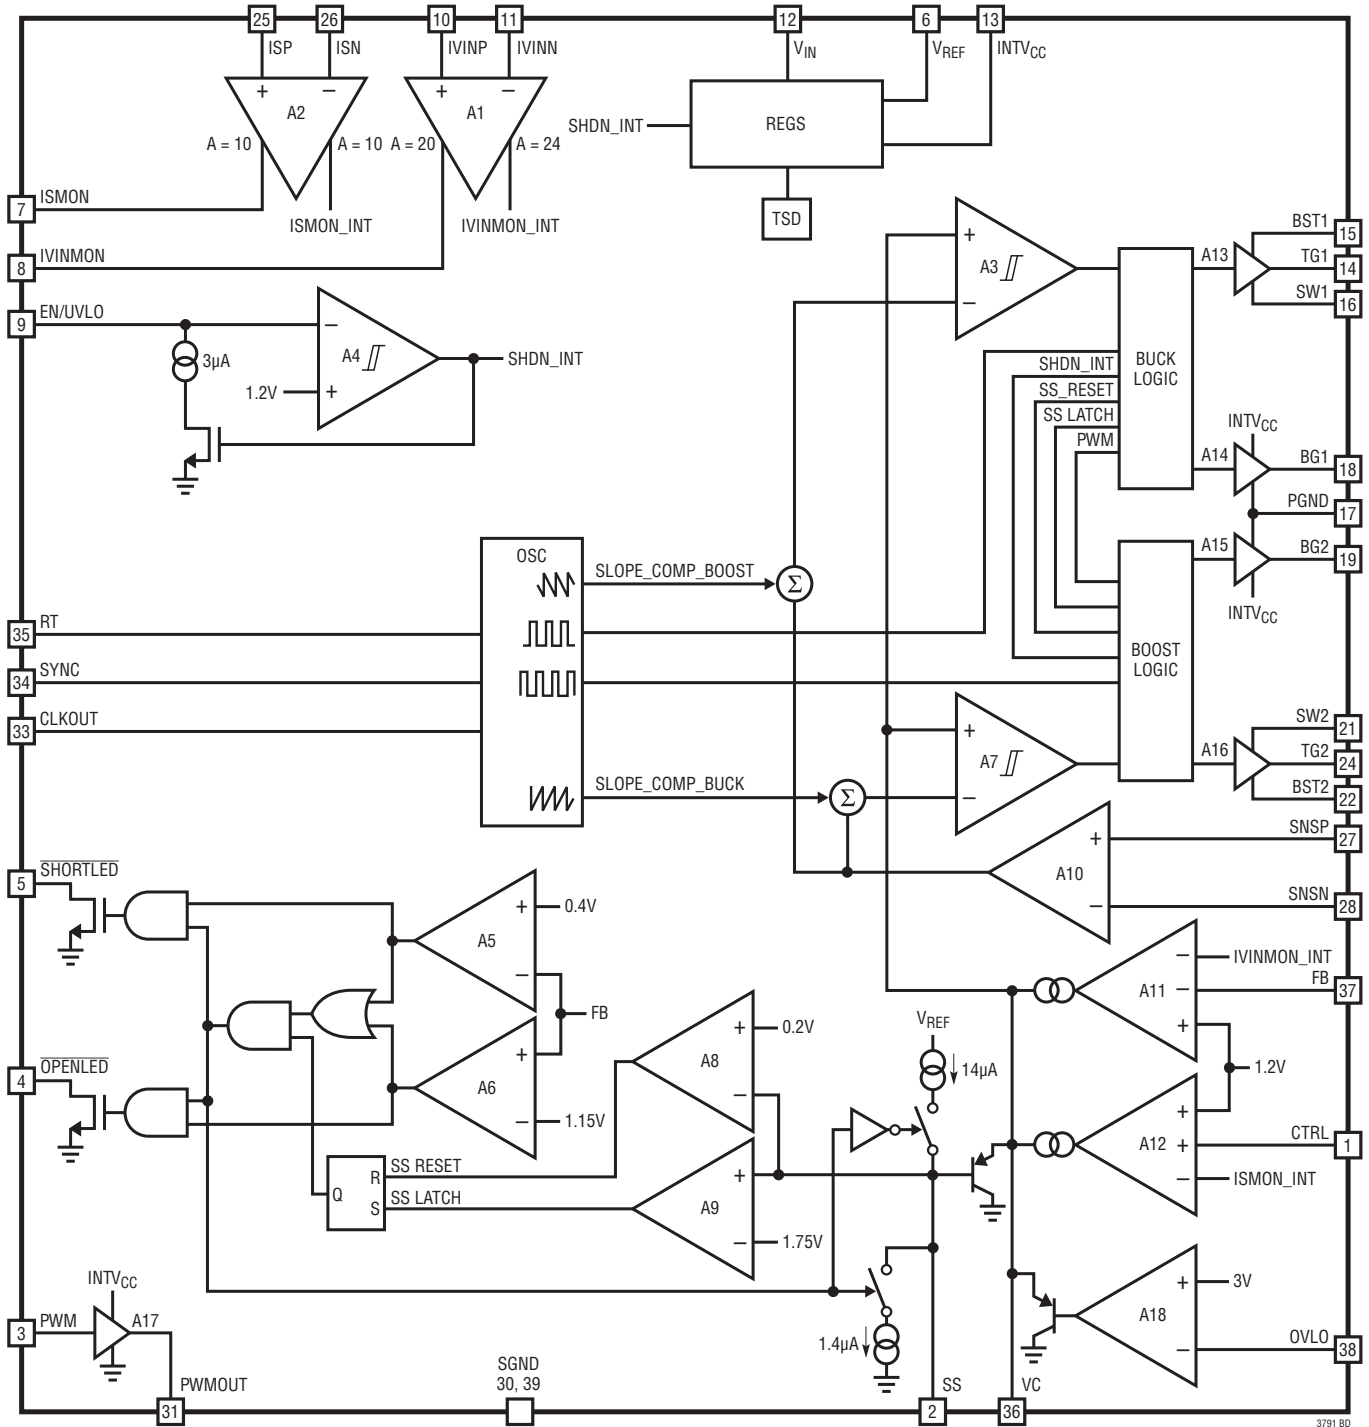 25 26 10 11 12 6 13
ISP ISN IVINP IVINN VIN VREF INTVCC
+ − + −
A2 A1
A = 10 A = 10 A = 20 A = 24
SHDN_INT REGS
TSD
7 ISMON
ISMON_INT IVINMON_INT
8 IVINMON
9 EN/UVLO
−
A4
3µA
SHDN_INT
1.2V +
+
A3
−
A13 BST1 15
TG1 14
SW1 16
BUCK
LOGIC
SHDN_INT
SS_RESET
SS LATCH
PWM
INTVCC
A14 BG1 18
PGND 17
A15 BG2 19
INTVCC
OSC
SLOPE_COMP_BOOST Σ
35 RT
34 SYNC
33 CLKOUT
BOOST
LOGIC
SLOPE_COMP_BUCK Σ
+
A7
−
SW2 21
A16 TG2 24
BST2 22
+ SNSP 27
A10
− SNSN 28
5 SHORTLED
+ 0.4V
A5
−
FB
+
A6
− 1.15V
4 OPENLED
+ 0.2V
A8
−
VREF
14µA
− IVINMON_INT
A11 − FB 37
+
1.2V
+
A12 + CTRL 1
− ISMON_INT
Q R SS RESET
S SS LATCH
+
A9
− 1.75V
INTVCC
3 PWM A17
1.4µA
+ 3V
A18
− OVLO 38
PWMOUT
31
SGND
30, 39
SS
2
VC
36
3791 BD